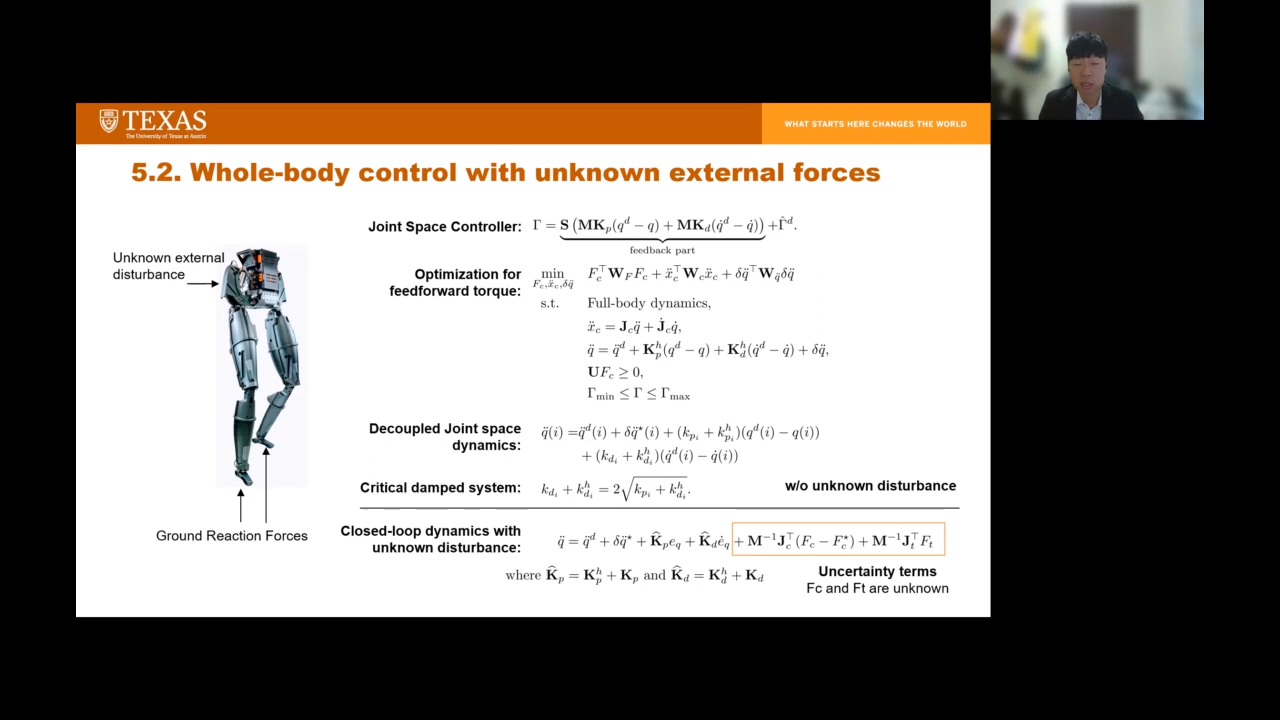 TEXAS
The University of Texas at Austin
WHAT STARTS HERE CHANGES THE WORLD
5.2. Whole-body control with unknown external forces
Unknown external
disturbance
Ground Reaction Forces
Joint Space Controller: Γ = S (MK_p(q^d − q) + MK_d(q̇^d − q̇)) + Γ̂^d.
feedback part
Optimization for
feedforward torque:
min_{F_c, ẍ_c, δq̈} F_c^⊤ W_F F_c + ẍ_c^⊤ W_c ẍ_c + δq̈^⊤ W_q̈ δq̈
s.t. Full-body dynamics,
ẍ_c = J_c q̈ + J̇_c q̇,
q̈ = q̈^d + K_p^h(q^d − q) + K_d^h(q̇^d − q̇) + δq̈,
UF_c ≥ 0,
Γ_min ≤ Γ ≤ Γ_max
Decoupled Joint space
dynamics:
q̈(i) =q̈^d(i) + δq̈^⋆(i) + (k_{p_i} + k_{p_i}^h)(q^d(i) − q(i))
+ (k_{d_i} + k_{d_i}^h)(q̇^d(i) − q̇(i))
Critical damped system: k_{d_i} + k_{d_i}^h = 2√(k_{p_i} + k_{d_i}^h).
w/o unknown disturbance
Closed-loop dynamics with
unknown disturbance:
q̈ = q̈^d + δq̈^⋆ + K̂_p e_q + K̂_d ė_q + M^{−1}J_c^⊤(F_c − F_c^⋆) + M^{−1}J_t^⊤F_t
where K̂_p = K_p^h + K_p and K̂_d = K_d^h + K_d
Uncertainty terms
Fc and Ft are unknown